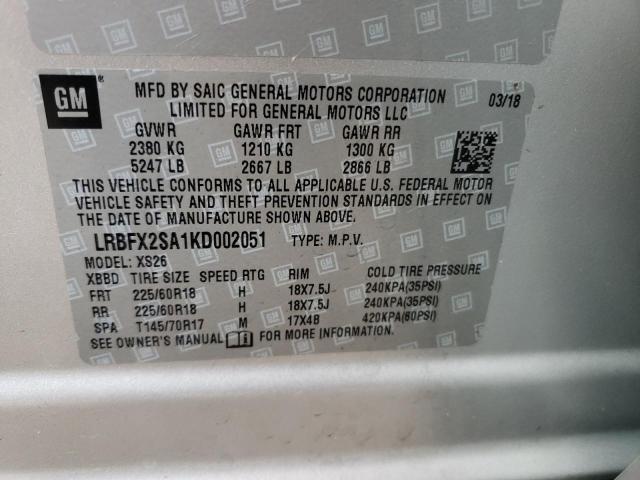 GM
MFD BY SAIC GENERAL MOTORS CORPORATION 03/18
LIMITED FOR GENERAL MOTORS LLC
GVWR GAWR FRT GAWR RR
2380 KG 1210 KG 1300 KG
5247 LB 2667 LB 2866 LB
THIS VEHICLE CONFORMS TO ALL APPLICABLE U.S. FEDERAL MOTOR
VEHICLE SAFETY AND THEFT PREVENTION STANDARDS IN EFFECT ON
THE DATE OF MANUFACTURE SHOWN ABOVE.
LRBFX2SA1KD002051 TYPE: M.P.V.
MODEL: XS26
XBBD TIRE SIZE SPEED RTG RIM COLD TIRE PRESSURE
FRT 225/60R18 H 18X7.5J 240KPA(35PSI)
RR 225/60R18 H 18X7.5J 240KPA(35PSI)
SPA T145/70R17 M 17X4B 420KPA(60PSI)
SEE OWNER'S MANUAL FOR MORE INFORMATION.